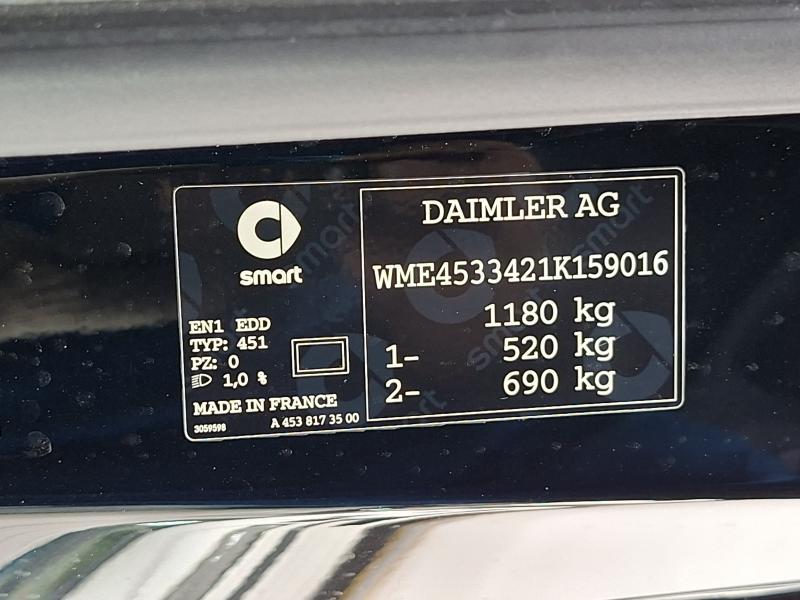 smart
EN1 EDD
TYP: 451
PZ: 0
1,0 %
MADE IN FRANCE
3059598
A 453 817 35 00
DAIMLER AG
WME4533421K159016
1180 kg
1- 520 kg
2- 690 kg